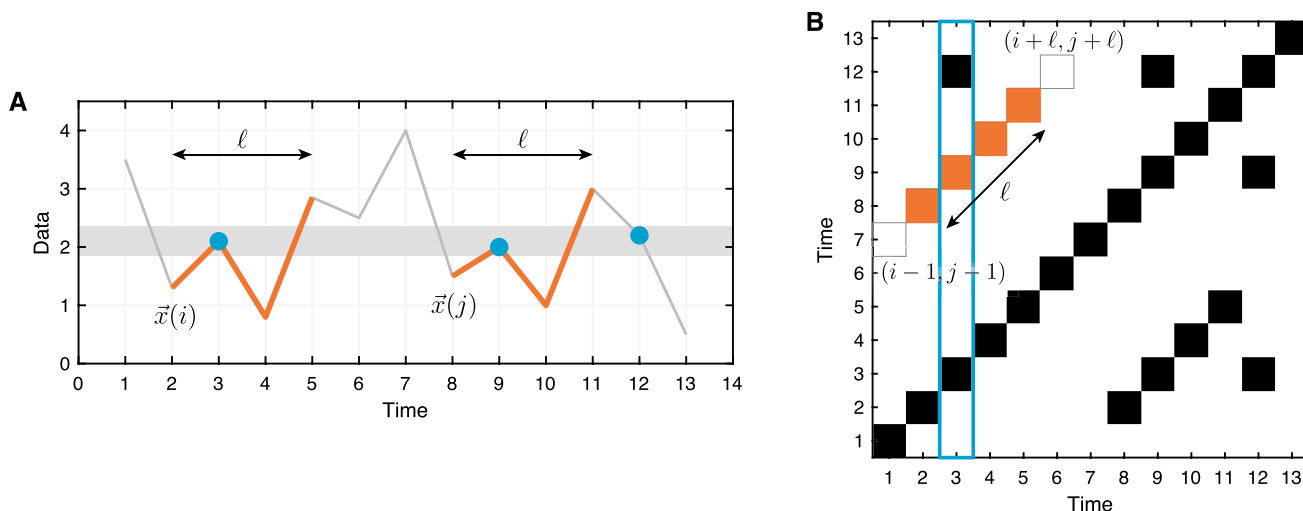 A
Data
4
3
2
1
0
ℓ
ℓ
x⃗(i)
x⃗(j)
0 1 2 3 4 5 6 7 8 9 10 11 12 13 14
Time
B
Time
13
12
11
10
9
8
7
6
5
4
3
2
1
(i + ℓ, j + ℓ)
ℓ
(i − 1, j − 1)
1 2 3 4 5 6 7 8 9 10 11 12 13
Time